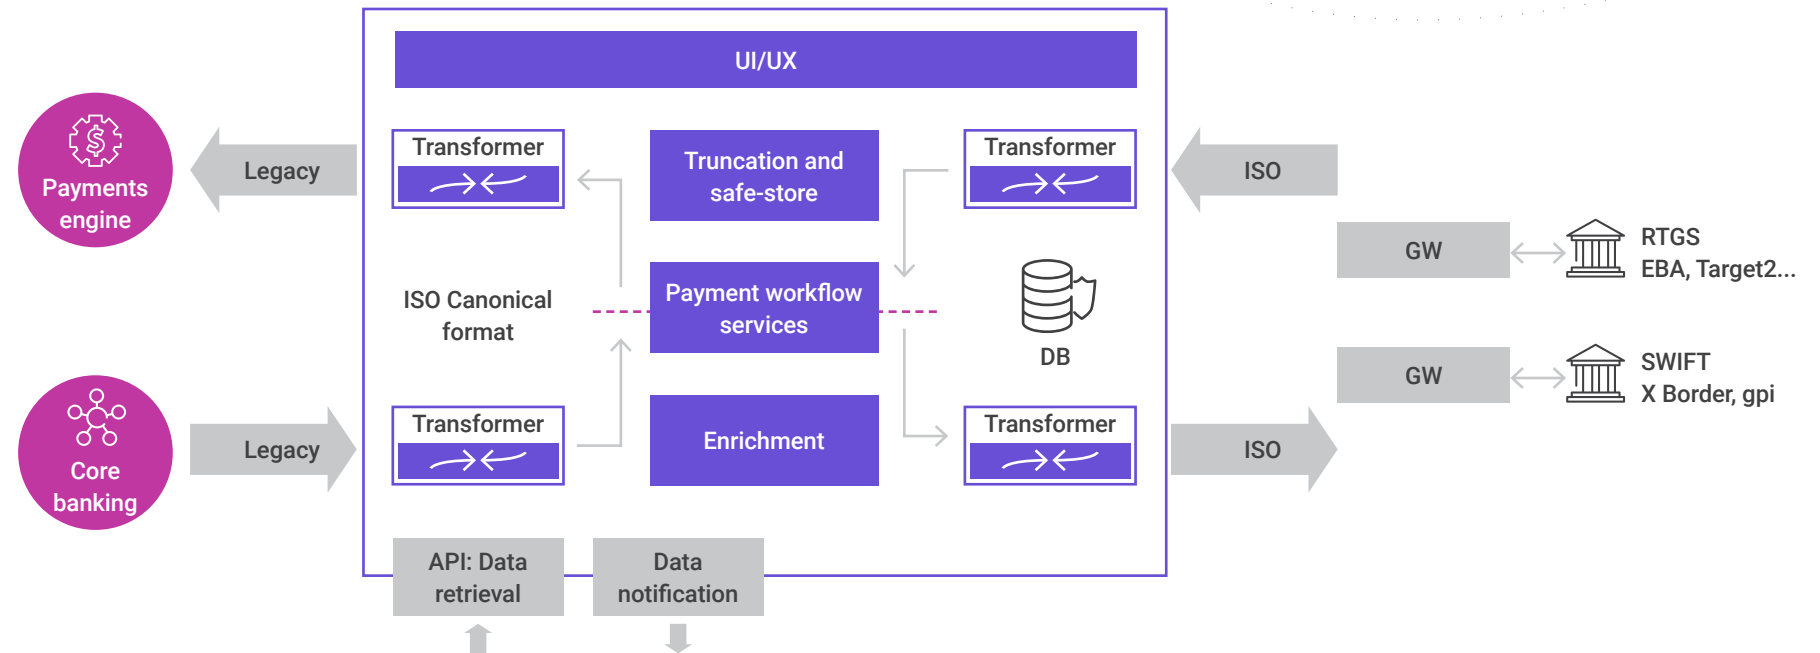 UI/UX
Payments
engine
Legacy
Transformer
Truncation and
safe-store
Transformer
ISO
GW
RTGS
EBA, Target2...
ISO Canonical
format
Payment workflow
services
DB
GW
SWIFT
X Border, gpi
Core
banking
Legacy
Transformer
Enrichment
Transformer
ISO
API: Data
retrieval
Data
notification